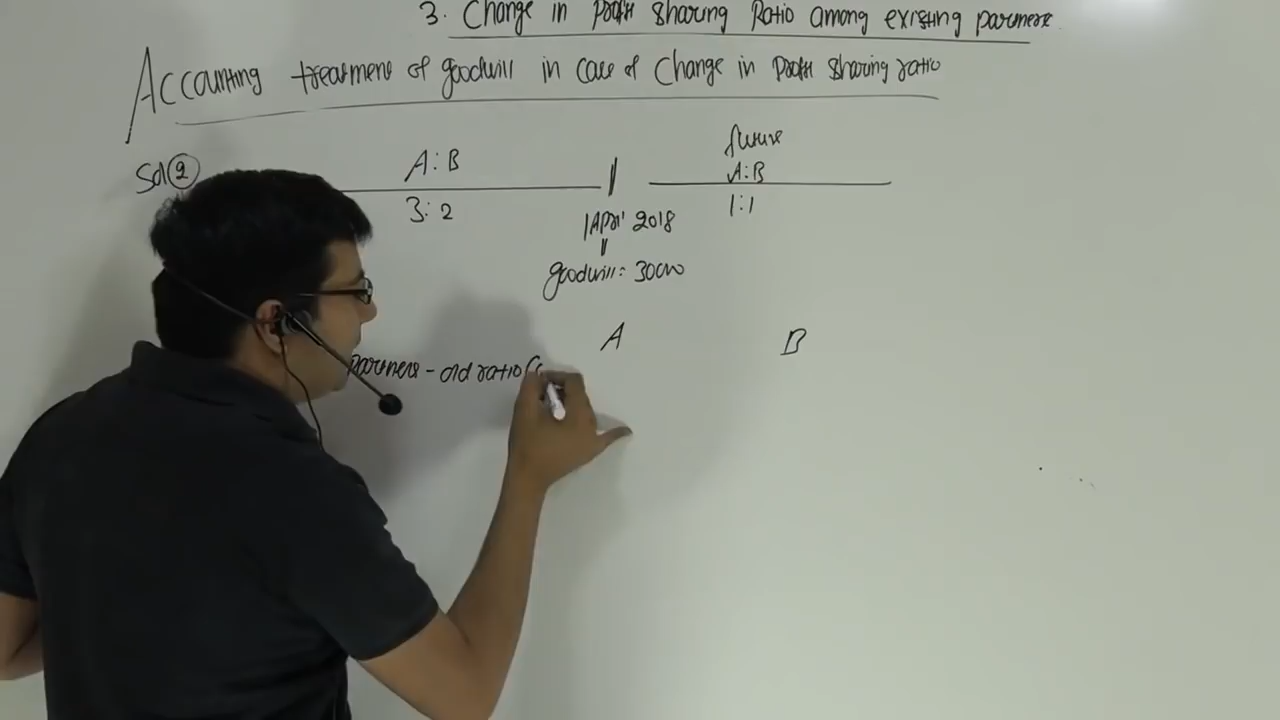 3. Change in Profit Sharing Ratio among existing partners
Accounting treatment of goodwill in case of Change in Profit Sharing ratio
Sol 2
A : B
3 : 2
1 April 2018
goodwill : 30000
future
A : B
1 : 1
A B
Partners - old ratio (